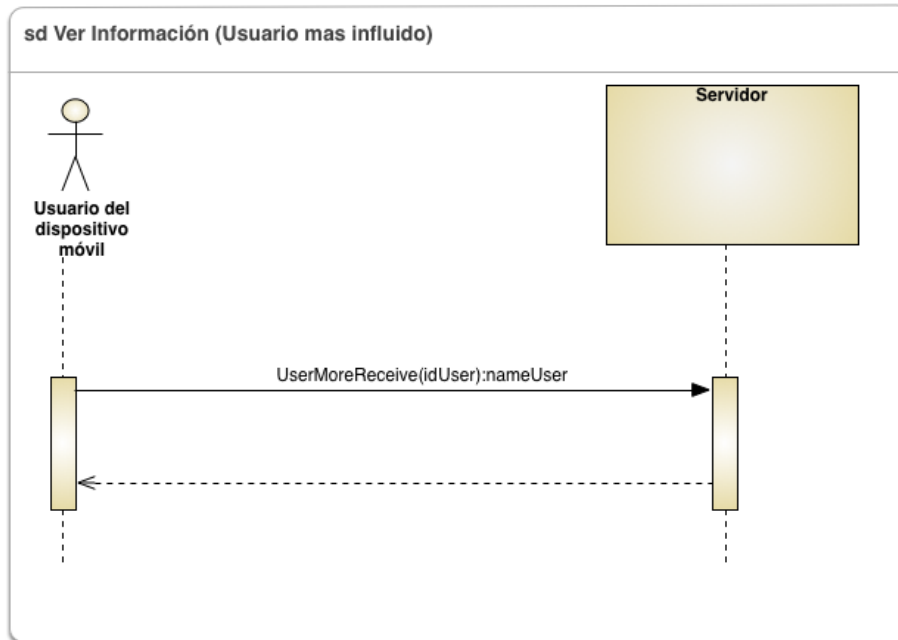 sd Ver Información (Usuario mas influido)
Servidor
Usuario del
dispositivo
móvil
UserMoreReceive(idUser):nameUser